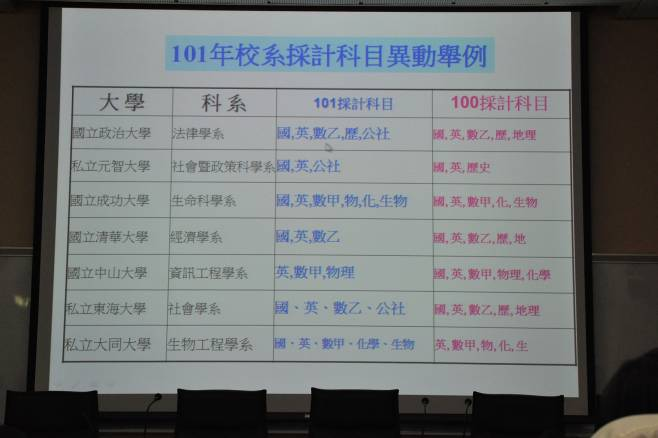 101年校系採計科目異動舉例
大學 科系 101採計科目 100採計科目
國立政治大學 法律學系 國,英,數乙,歷,公社 國,英,數乙,歷,地理
私立元智大學 社會暨政策科學系 國,英,公社 國,英,歷史
國立成功大學 生命科學系 國,英,數甲,物,化,生物 國,英,數甲,化,生物
國立清華大學 經濟學系 國,英,數乙 國,英,數乙,歷,地
國立中山大學 資訊工程學系 英,數甲,物理 國,英,數甲,物理,化學
私立東海大學 社會學系 國、英、數乙、公社 國,英,數乙,歷,地理
私立大同大學 生物工程學系 國、英、數甲、化學、生物 英,數甲,物,化,生